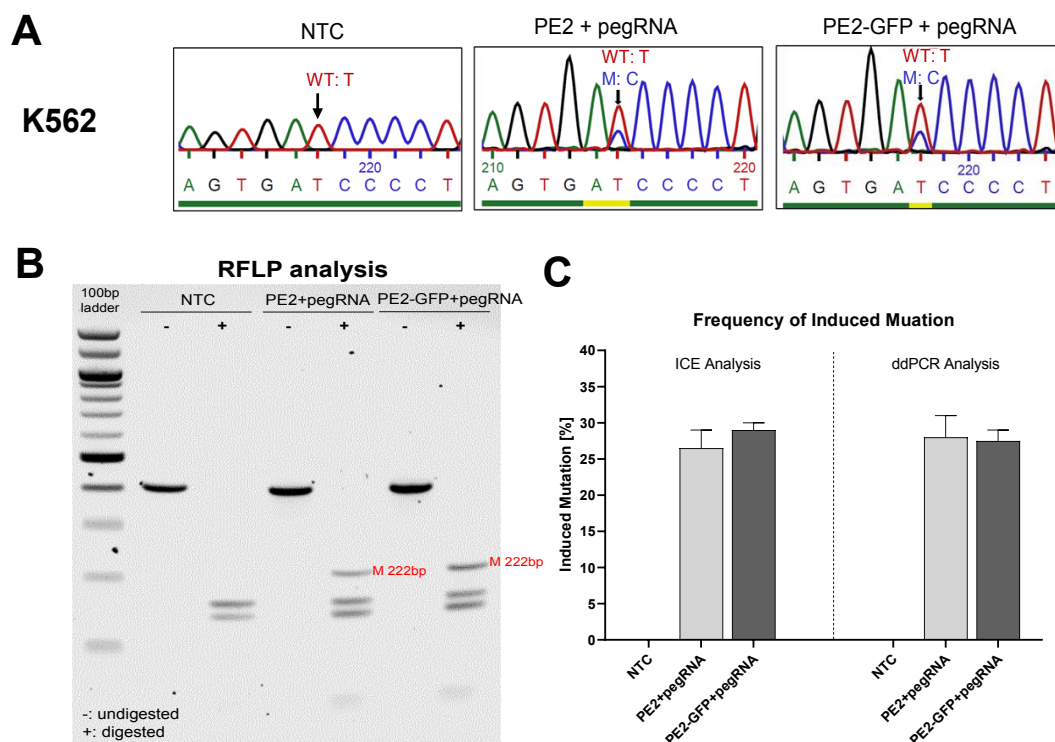 A
K562
NTC
WT: T
220
A G T G A T C C C C T
PE2 + pegRNA
WT: T
M: C
210
220
A G T G A T C C C C T
PE2-GFP + pegRNA
WT: T
M: C
220
A G T G A T C C C C T
B
RFLP analysis
100bp
ladder
NTC
PE2+pegRNA
PE2-GFP+pegRNA
- + - + - +
M 222bp
M 222bp
-: undigested
+: digested
C
Frequency of Induced Muation
ICE Analysis
ddPCR Analysis
Induced Mutation [%]
40
35
30
25
20
15
10
5
0
NTC
PE2+pegRNA
PE2-GFP+pegRNA
NTC
PE2+pegRNA
PE2-GFP+pegRNA